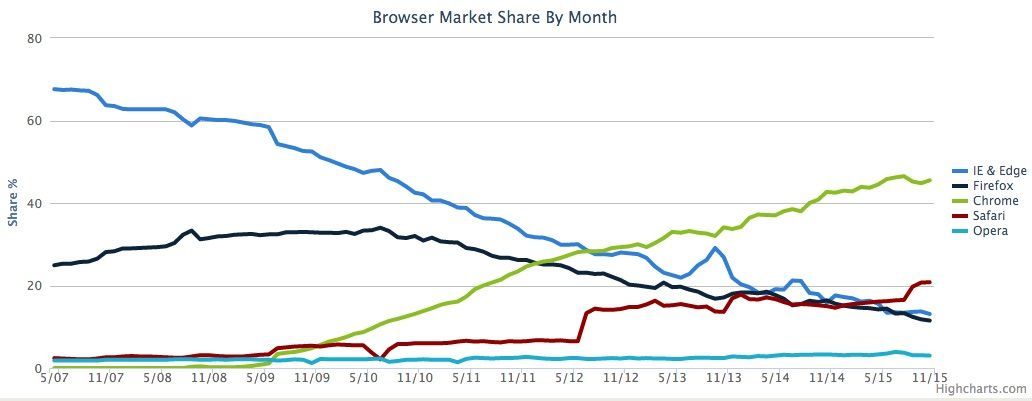 Browser Market Share By Month
80
60
40
20
0
Share %
5/07 11/07 5/08 11/08 5/09 11/09 5/10 11/10 5/11 11/11 5/12 11/12 5/13 11/13 5/14 11/14 5/15 11/15
IE & Edge
Firefox
Chrome
Safari
Opera
Highcharts.com